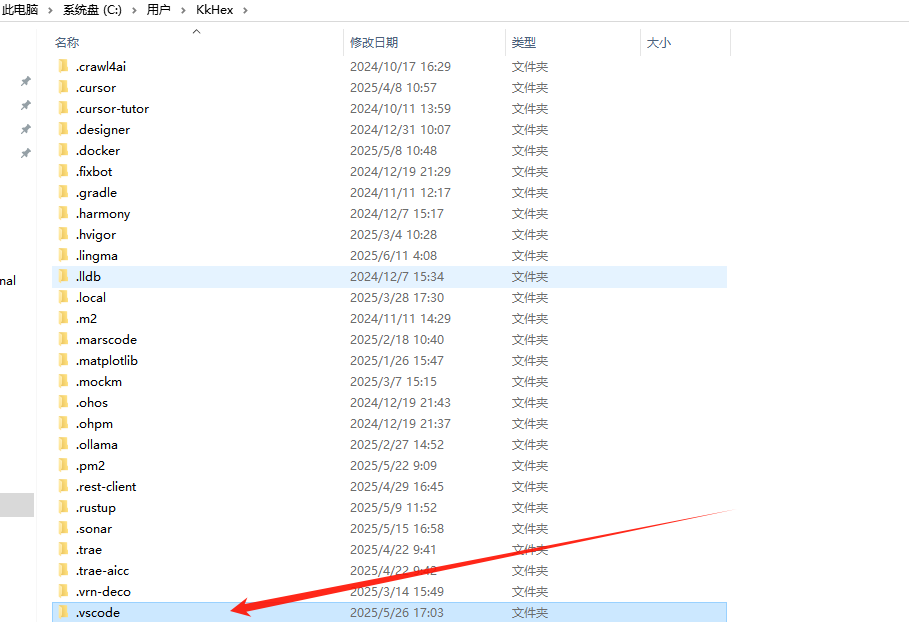 此电脑 › 系统盘 (C:) › 用户 › KkHex ›
名称 修改日期 类型 大小
.crawl4ai 2024/10/17 16:29 文件夹
.cursor 2025/4/8 10:57 文件夹
.cursor-tutor 2024/10/11 13:59 文件夹
.designer 2024/12/31 10:07 文件夹
.docker 2025/5/8 10:48 文件夹
.fixbot 2024/12/19 21:29 文件夹
.gradle 2024/11/11 12:17 文件夹
.harmony 2024/12/7 15:17 文件夹
.hvigor 2025/3/4 10:28 文件夹
.lingma 2025/6/11 4:08 文件夹
nal
.lldb 2024/12/7 15:34 文件夹
.local 2025/3/28 17:30 文件夹
.m2 2024/11/11 14:29 文件夹
.marscode 2025/2/18 10:40 文件夹
.matplotlib 2025/1/26 15:47 文件夹
.mockm 2025/3/7 15:15 文件夹
.ohos 2024/12/19 21:43 文件夹
.ohpm 2024/12/19 21:37 文件夹
.ollama 2025/2/27 14:52 文件夹
.pm2 2025/5/22 9:09 文件夹
.rest-client 2025/4/29 16:45 文件夹
.rustup 2025/5/9 11:52 文件夹
.sonar 2025/5/15 16:58 文件夹
.trae 2025/4/22 9:41 文件夹
.trae-aicc 2025/4/22 9:42 文件夹
.vrn-deco 2025/3/14 15:49 文件夹
.vscode 2025/5/26 17:03 文件夹